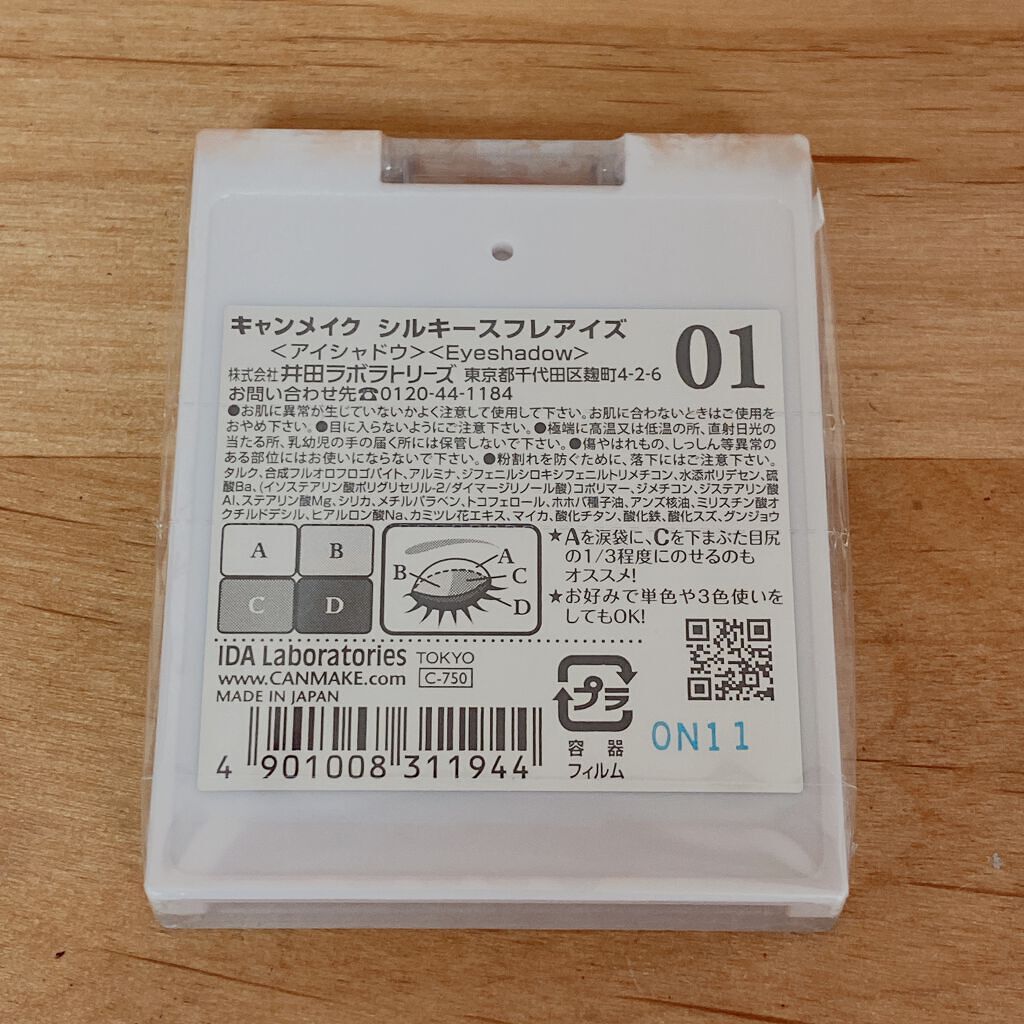 キャンメイク シルキースフレアイズ
01
<アイシャドウ><Eyeshadow>
株式会社 井田ラボラトリーズ 東京都千代田区麹町4-2-6
お問い合わせ先☎0120-44-1184
●お肌に異常が生じていないかよく注意して使用して下さい。お肌に合わないときはご使用を
おやめ下さい。●目に入らないようにご注意下さい。●極端に高温又は低温の所、直射日光の
当たる所、乳幼児の手の届く所には保管しないで下さい。●傷やはれもの、しっしん等異常の
ある部位にはお使いにならないで下さい。●粉割れを防ぐために、落下にはご注意下さい。
タルク、合成フルオロフロゴパイト、アルミナ、ジフェニルシロキシフェニルトリメチコン、水添ポリデセン、硫
酸Ba、(イソステアリン酸ポリグリセリル-2/ダイマージリノール酸)コポリマー、ジメチコン、ジステアリン酸
Al、ステアリン酸Mg、シリカ、メチルパラベン、トコフェロール、ホホバ種子油、アンズ核油、ミリスチン酸オ
クチルドデシル、ヒアルロン酸Na、カミツレ花エキス、マイカ、酸化チタン、酸化鉄、酸化スズ、グンジョウ
A B
C D
A
B
C
D
★Aを涙袋に、Cを下まぶた目尻
の1/3程度にのせるのも
オススメ!
★お好みで単色や3色使いを
してもOK!
IDA Laboratories TOKYO
www.CANMAKE.com C-750
MADE IN JAPAN
4 901008 311944
プラ
容器
フィルム
0N11